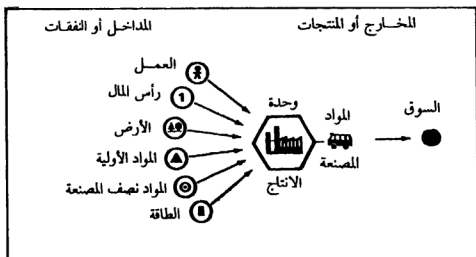 المخارج أو المنتجات
المداخل أو النفقات
العمل
رأس المال
1
الأرض
المواد الأولية
المواد نصف المصنعة
الطاقة
وحدة
الانتاج
المواد
المصنعة
السوق